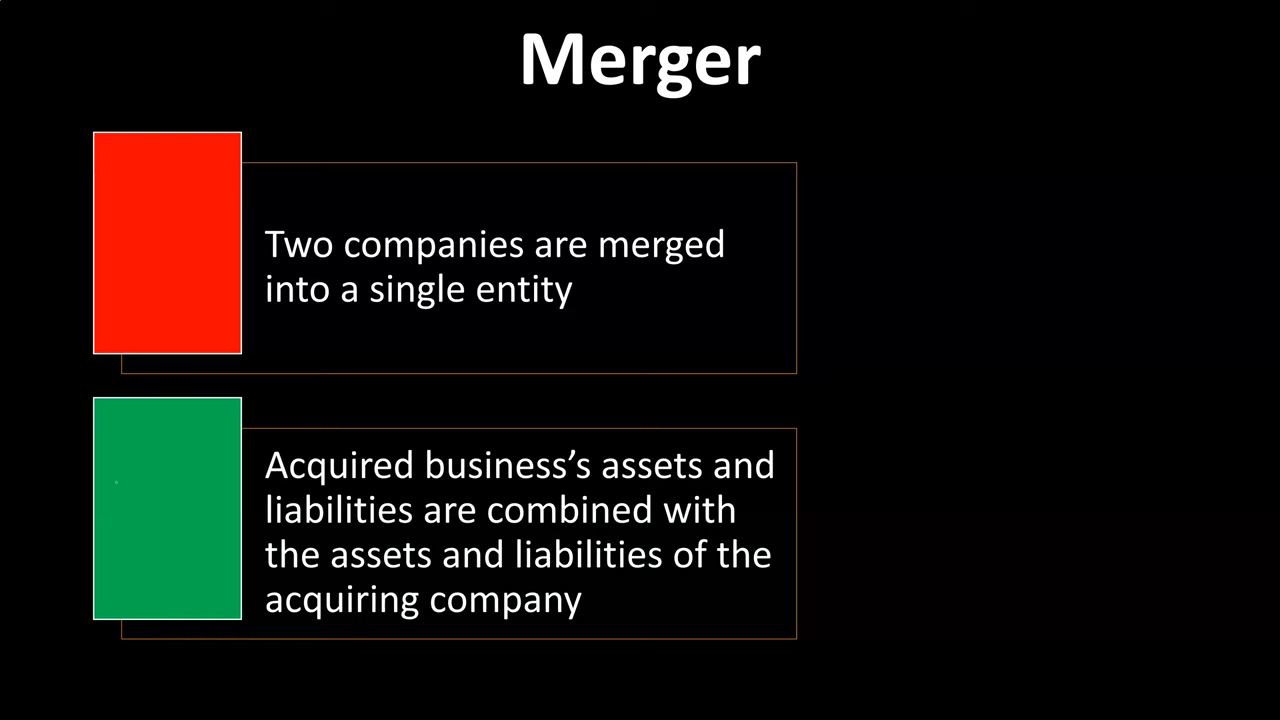 Merger
Two companies are merged
into a single entity
Acquired business’s assets and
liabilities are combined with
the assets and liabilities of the
acquiring company